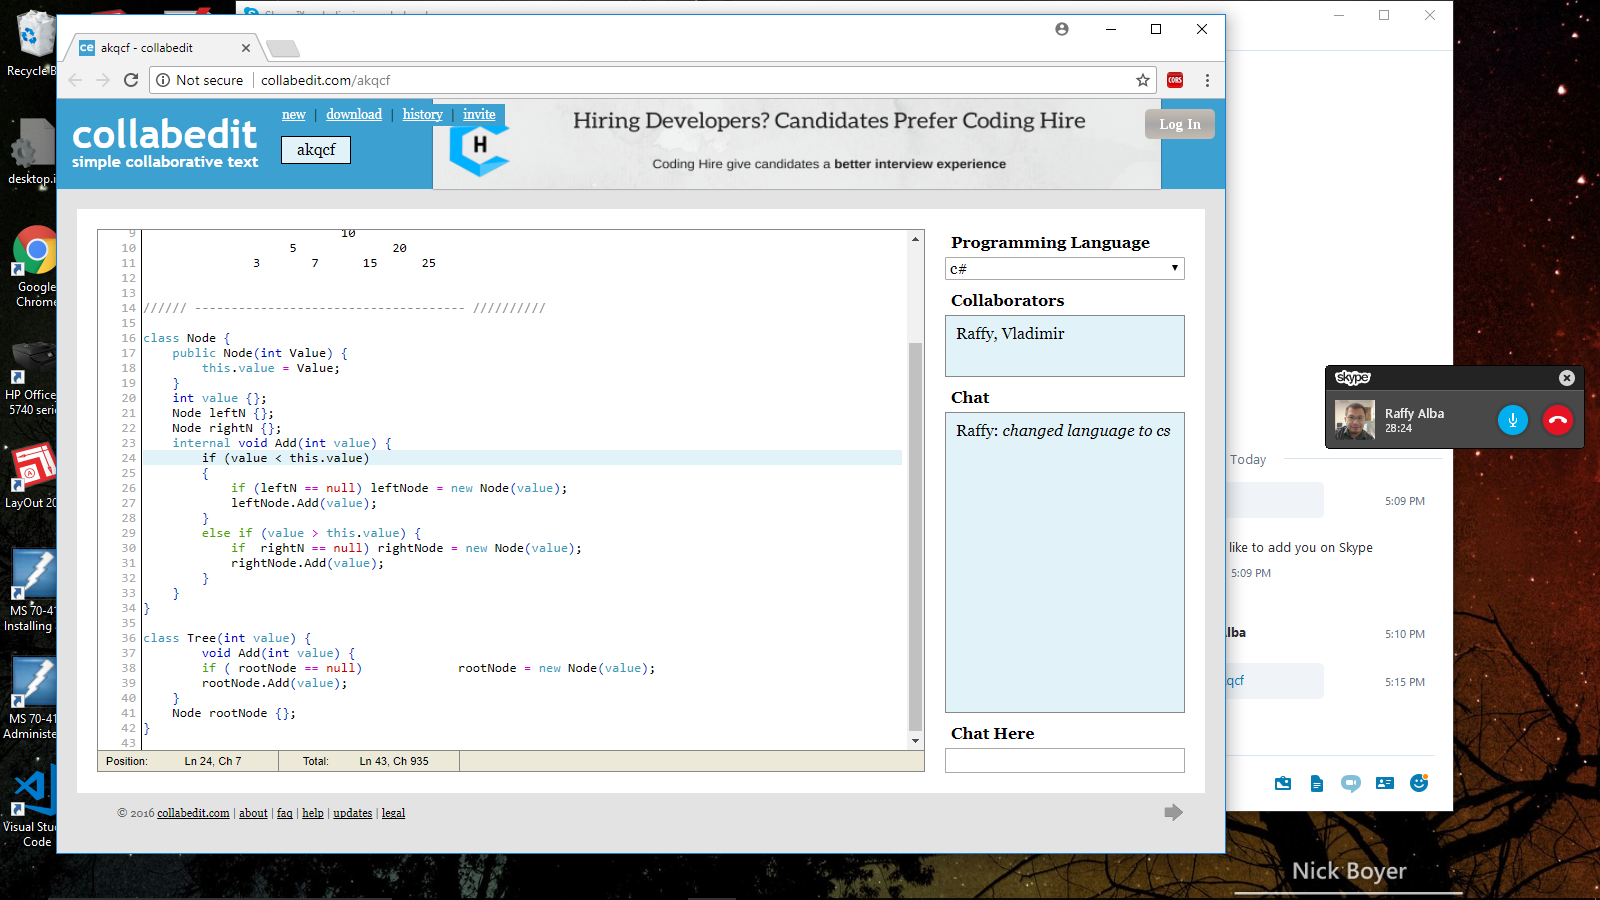 akqcf - collabedit
Not secure
collabedit.com/akqcf
CORS
collabedit
simple collaborative text
new | download | history | invite
akqcf
H
Hiring Developers? Candidates Prefer Coding Hire
Coding Hire give candidates a better interview experience
Log In
9 10
10 5 20
11 3 7 15 25
12
13
14 ////// ------------------------------------- //////////
15
16 class Node {
17 public Node(int Value) {
18 this.value = Value;
19 }
20 int value {};
21 Node leftN {};
22 Node rightN {};
23 internal void Add(int value) {
24 if (value < this.value)
25 {
26 if (leftN == null) leftNode = new Node(value);
27 leftNode.Add(value);
28 }
29 else if (value > this.value) {
30 if  rightN == null) rightNode = new Node(value);
31 rightNode.Add(value);
32 }
33 }
34 }
35
36 class Tree(int value) {
37 void Add(int value) {
38 if ( rootNode == null) rootNode = new Node(value);
39 rootNode.Add(value);
40 }
41 Node rootNode {};
42 }
43
Position: Ln 24, Ch 7 Total: Ln 43, Ch 935
Programming Language
c#
Collaborators
Raffy, Vladimir
Chat
Raffy: changed language to cs
Chat Here
© 2016 collabedit.com | about | faq | help | updates | legal
Recycle B
desktop.i
Google
Chrome
HP Office
5740 serie
LayOut 20
MS 70-41
Installing
MS 70-41
Administe
Visual Stu
Code
skype
Raffy Alba
28:24
Today
5:09 PM
like to add you on Skype
5:09 PM
lba
5:10 PM
qcf
5:15 PM
Nick Boyer